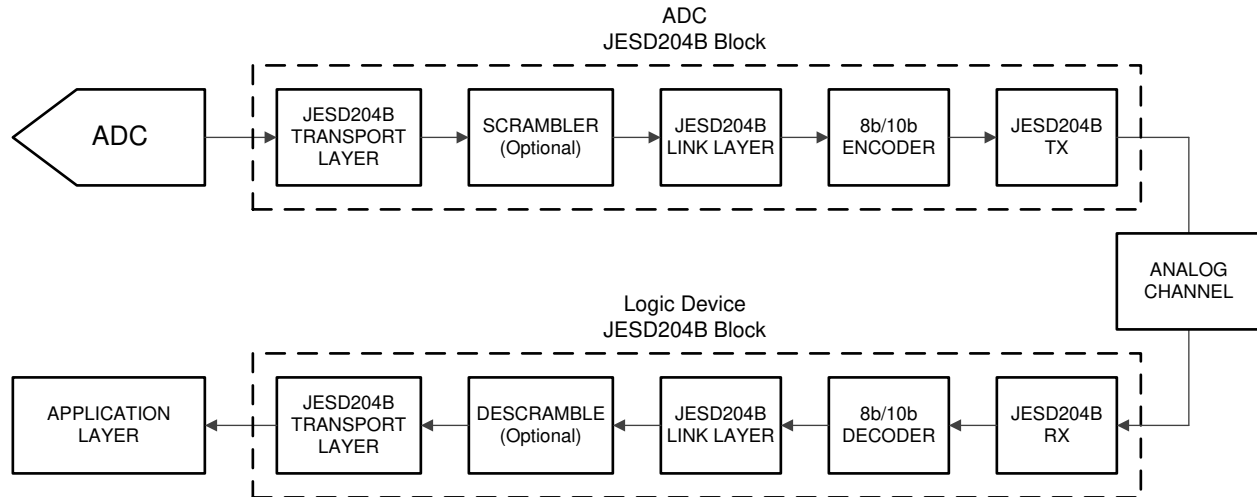 ADC
JESD204B Block
ADC
JESD204B
TRANSPORT
LAYER
SCRAMBLER
(Optional)
JESD204B
LINK LAYER
8b/10b
ENCODER
JESD204B
TX
ANALOG
CHANNEL
Logic Device
JESD204B Block
APPLICATION
LAYER
JESD204B
TRANSPORT
LAYER
DESCRAMBLE
(Optional)
JESD204B
LINK LAYER
8b/10b
DECODER
JESD204B
RX